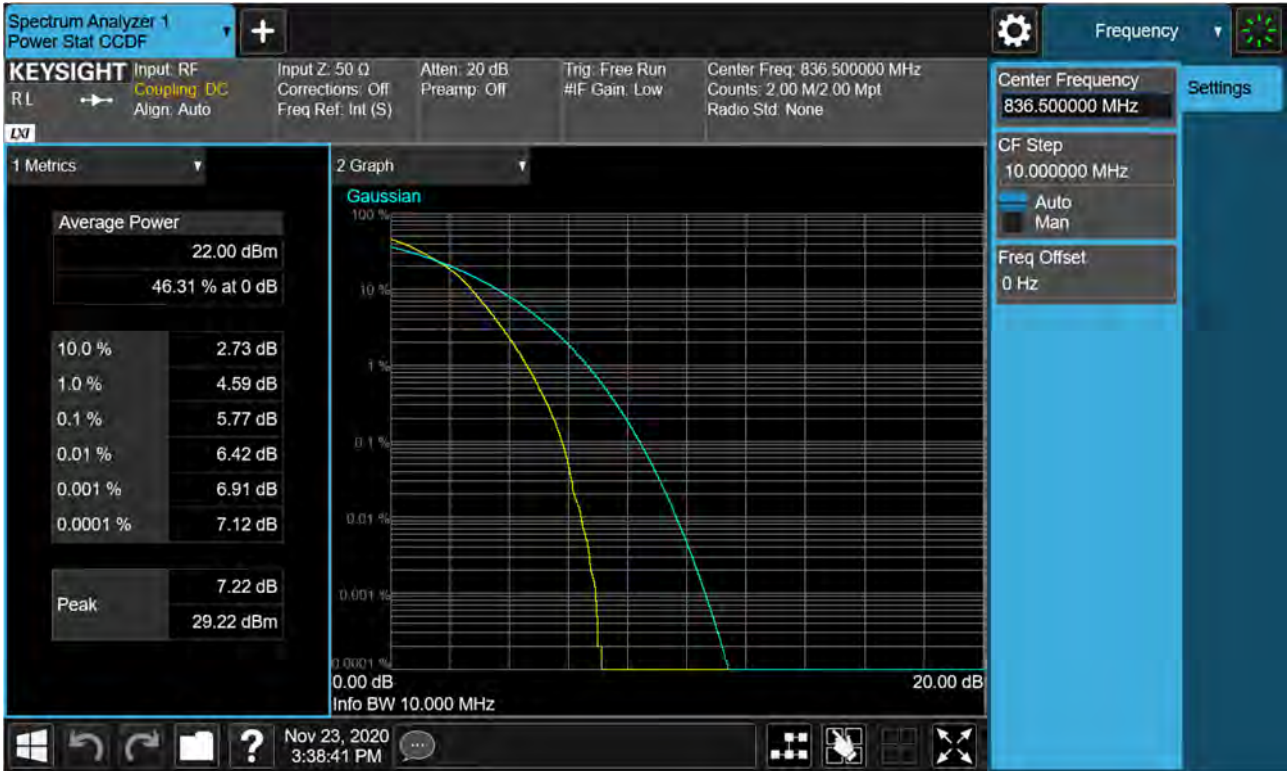 Spectrum Analyzer 1
Power Stat CCDF
+
Frequency
KEYSIGHT
RL
LXI
Input: RF
Coupling: DC
Align: Auto
Input Z: 50 Ω
Corrections: Off
Freq Ref: Int (S)
Atten: 20 dB
Preamp: Off
Trig: Free Run
#IF Gain: Low
Center Freq: 836.500000 MHz
Counts: 2.00 M/2.00 Mpt
Radio Std: None
Center Frequency
836.500000 MHz
Settings
CF Step
10.000000 MHz
Auto
Man
Freq Offset
0 Hz
1 Metrics
Average Power
22.00 dBm
46.31 % at 0 dB
10.0 % 2.73 dB
1.0 % 4.59 dB
0.1 % 5.77 dB
0.01 % 6.42 dB
0.001 % 6.91 dB
0.0001 % 7.12 dB
Peak
7.22 dB
29.22 dBm
2 Graph
Gaussian
100 %
10 %
1 %
0.1 %
0.01 %
0.001 %
0.0001 %
0.00 dB 20.00 dB
Info BW 10.000 MHz
?
Nov 23, 2020
3:38:41 PM